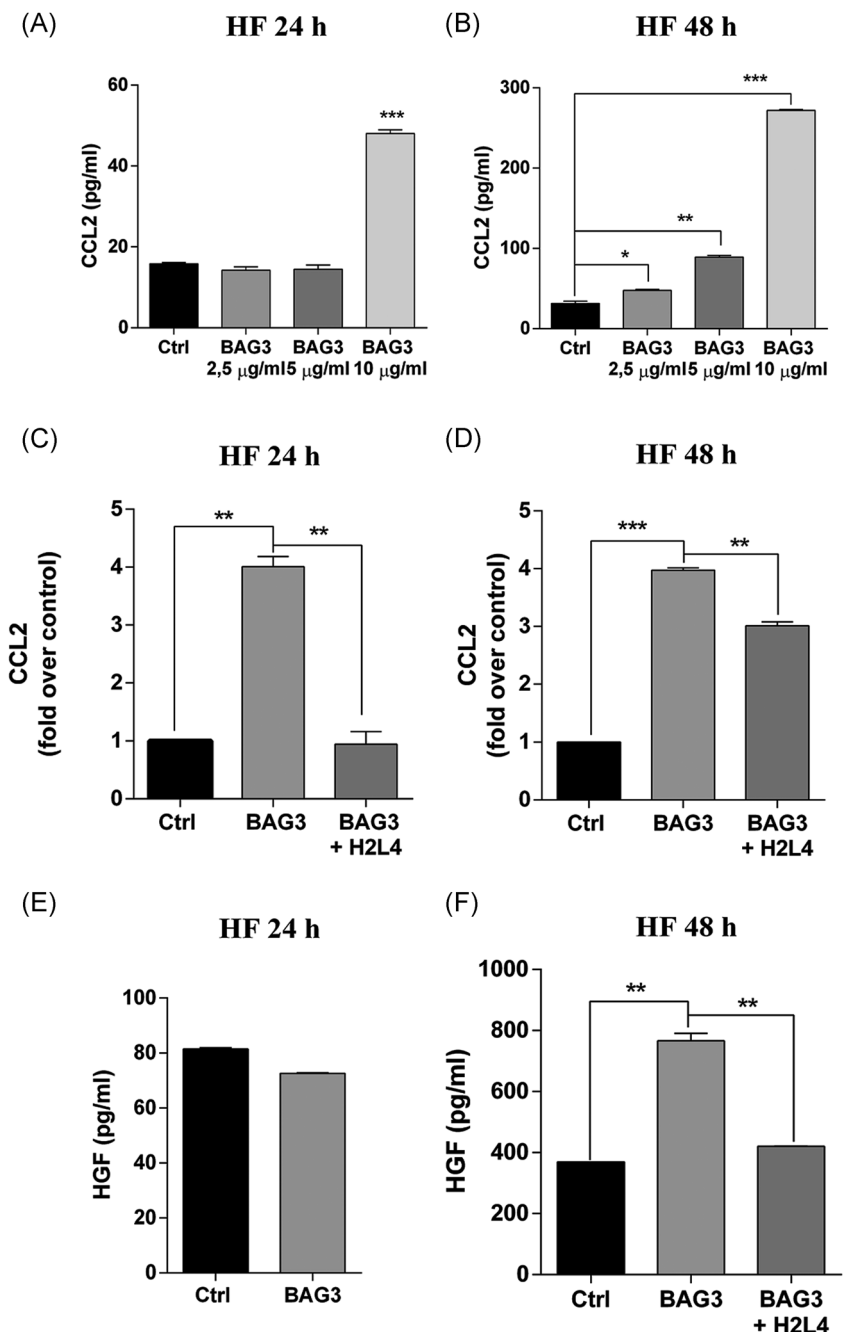 (A)
HF 24 h
CCL2 (pg/ml)
60
40
20
0
***
Ctrl BAG3 BAG3 BAG3
2,5 µg/ml 5 µg/ml 10 µg/ml
(B)
HF 48 h
CCL2 (pg/ml)
300
200
100
0
***
**
*
Ctrl BAG3 BAG3 BAG3
2,5 µg/ml 5 µg/ml 10 µg/ml
(C)
HF 24 h
CCL2
(fold over control)
5
4
3
2
1
0
** **
Ctrl BAG3 BAG3
+ H2L4
(D)
HF 48 h
CCL2
(fold over control)
5
4
3
2
1
0
*** **
Ctrl BAG3 BAG3
+ H2L4
(E)
HF 24 h
HGF (pg/ml)
100
80
60
40
20
0
Ctrl BAG3
(F)
HF 48 h
HGF (pg/ml)
1000
800
600
400
200
0
** **
Ctrl BAG3 BAG3
+ H2L4